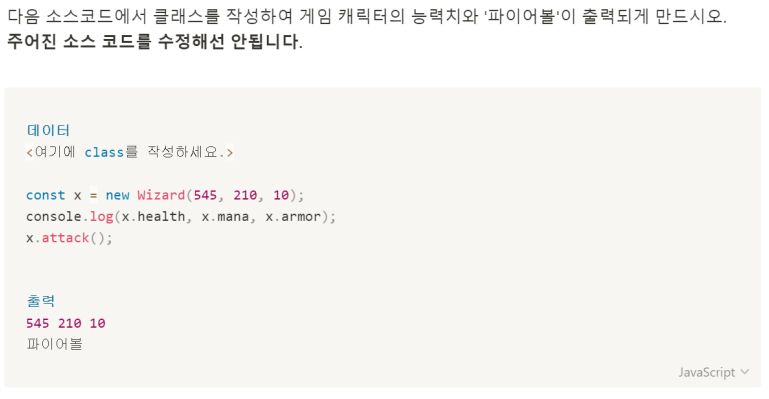 다음 소스코드에서 클래스를 작성하여 게임 캐릭터의 능력치와 '파이어볼'이 출력되게 만드시오.
주어진 소스 코드를 수정해선 안됩니다.
데이터
<여기에 class를 작성하세요.>
const x = new Wizard(545, 210, 10);
console.log(x.health, x.mana, x.armor);
x.attack();
출력
545 210 10
파이어볼
JavaScript